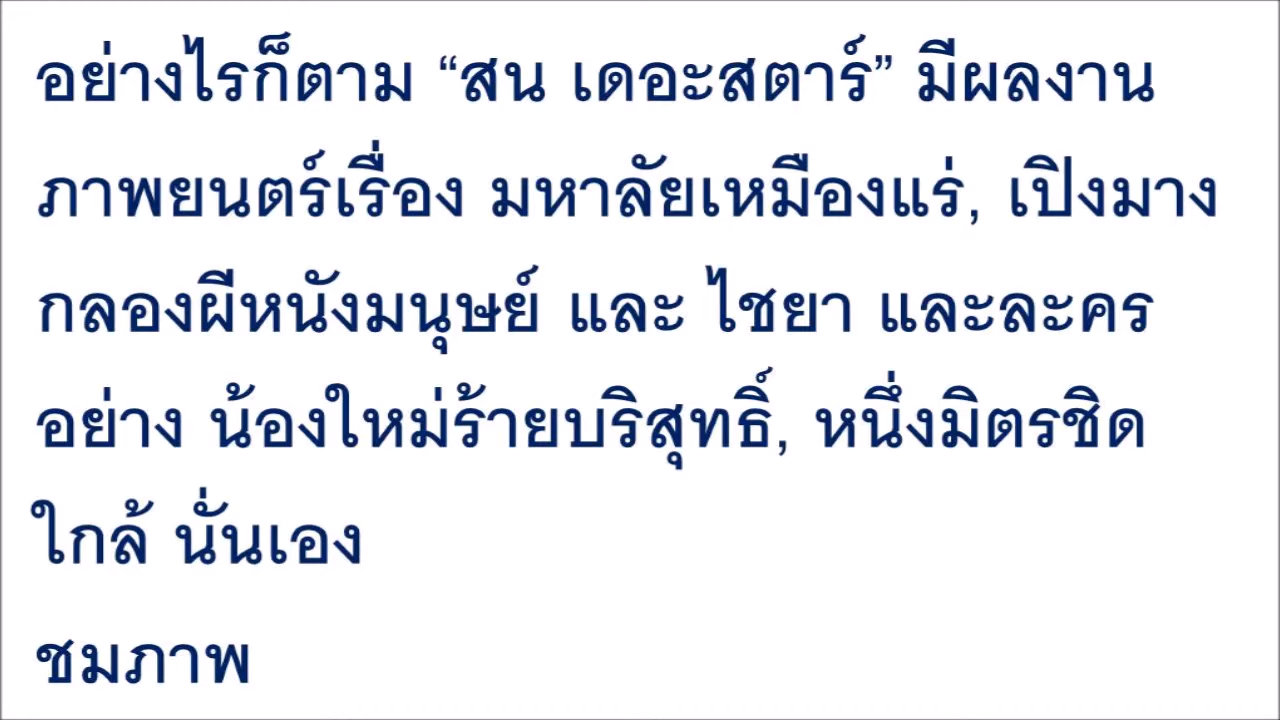 อย่างไรก็ตาม “สน เดอะสตาร์” มีผลงาน
ภาพยนตร์เรื่อง มหาลัยเหมืองแร่, เปิงมาง
กลองผีหนังมนุษย์ และ ไชยา และละคร
อย่าง น้องใหม่ร้ายบริสุทธิ์, หนึ่งมิตรชิด
ใกล้ นั่นเอง
ชมภาพ